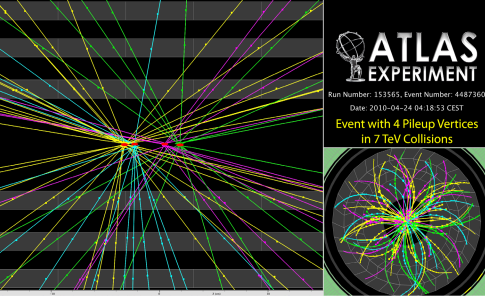 ATLAS
EXPERIMENT
Run Number: 153565, Event Number: 4487360
Date: 2010-04-24 04:18:53 CEST
Event with 4 Pileup Vertices
in 7 TeV Collisions